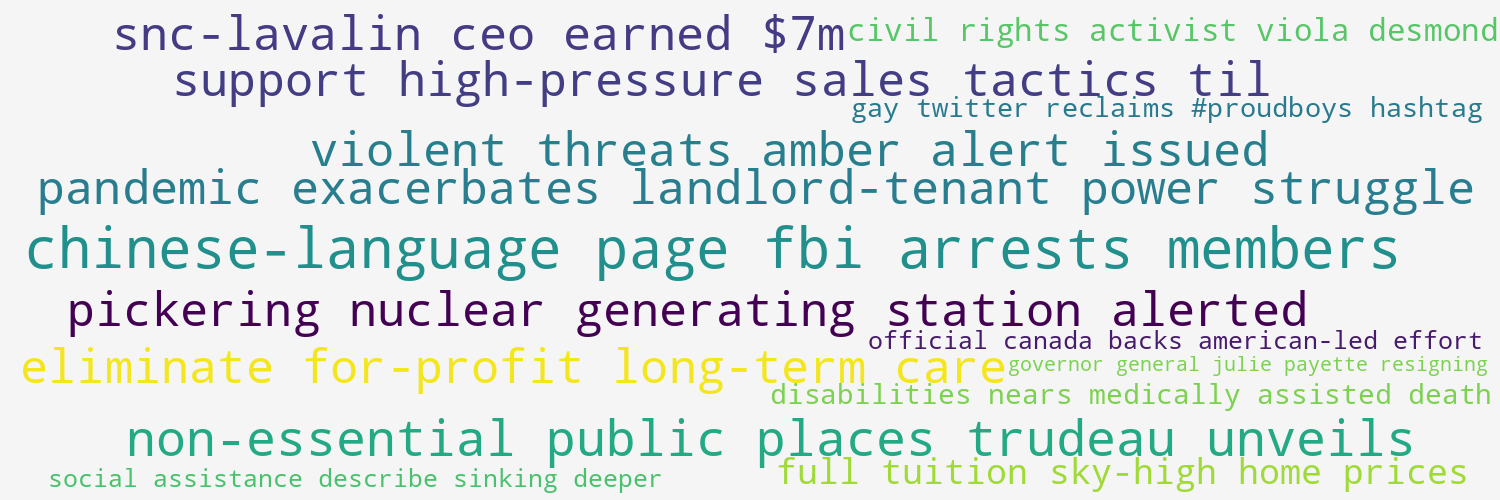 snc-lavalin ceo earned $7m
civil rights activist viola desmond
support high-pressure sales tactics til
gay twitter reclaims #proudboys hashtag
violent threats amber alert issued
pandemic exacerbates landlord-tenant power struggle
chinese-language page fbi arrests members
pickering nuclear generating station alerted
official canada backs american-led effort
eliminate for-profit long-term care
governor general julie payette resigning
disabilities nears medically assisted death
non-essential public places trudeau unveils
full tuition sky-high home prices
social assistance describe sinking deeper